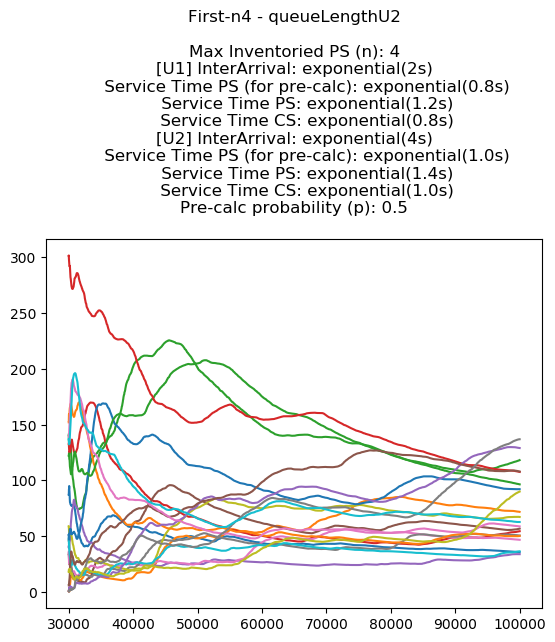 First-n4 - queueLengthU2
Max Inventoried PS (n): 4
[U1] InterArrival: exponential(2s)
Service Time PS (for pre-calc): exponential(0.8s)
Service Time PS: exponential(1.2s)
Service Time CS: exponential(0.8s)
[U2] InterArrival: exponential(4s)
Service Time PS (for pre-calc): exponential(1.0s)
Service Time PS: exponential(1.4s)
Service Time CS: exponential(1.0s)
Pre-calc probability (p): 0.5
300
250
200
150
100
50
0
30000 40000 50000 60000 70000 80000 90000 100000